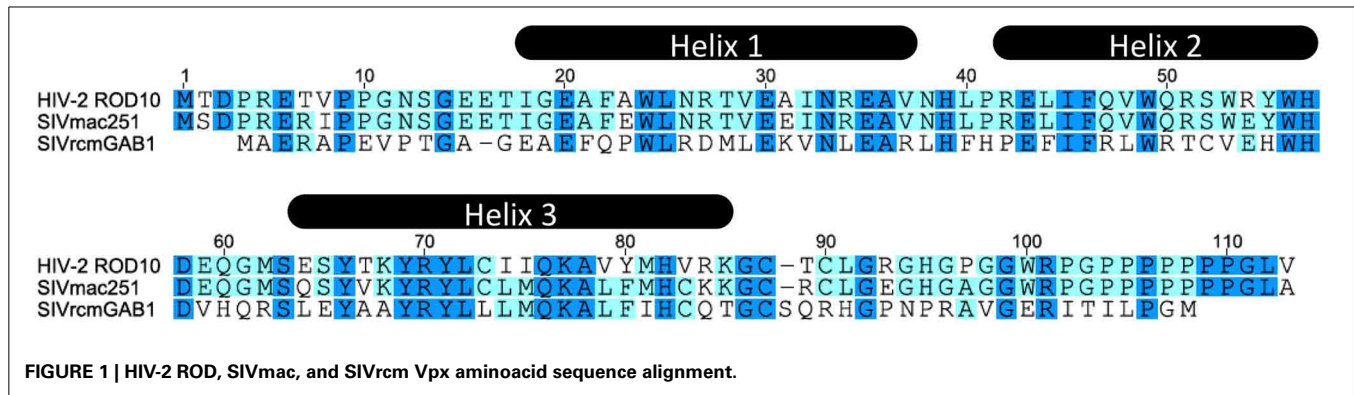 Helix 1 Helix 2
1 10 20 30 40 50
HIV-2 ROD10 MTDPRETVPPGNSGEETIGEAFAWLNRTVEAINREAVNHLPRELIFQVWQRSWRYWH
SIVmac251 MSDPRERIPPGNSGEETIGEAFEWLNRTVEEINREAVNHLPRELIFQVWQRSWEYWH
SIVrcmGAB1 MAERAPEVPTGA-GEAEFQPWLRDMLEKVNLEARLHFHPEFIFRLWRTCVEHWH
Helix 3
60 70 80 90 100 110
HIV-2 ROD10 DEQGMSESYTKYRYLCIIQKAVYMHVRKGC-TCLGRGHGPGGWRPGPPPPPPPGLV
SIVmac251 DEQGMSQSYVKYRYLCLMQKALFMHCKKGC-RCLGEGHGAGGWRPGPPPPPPPGLA
SIVrcmGAB1 DVHQRSLEYAAYRYLLLMQKALFIHCQTGCSQRHGPNPRAVGERITILPGM
FIGURE 1 | HIV-2 ROD, SIVmac, and SIVrcm Vpx aminoacid sequence alignment.